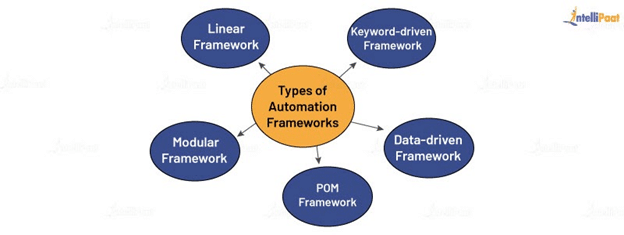 INTELLIPAAT
Linear
Framework
Keyword-driven
Framework
Types of
Automation
Frameworks
Modular
Framework
Data-driven
Framework
POM
Framework